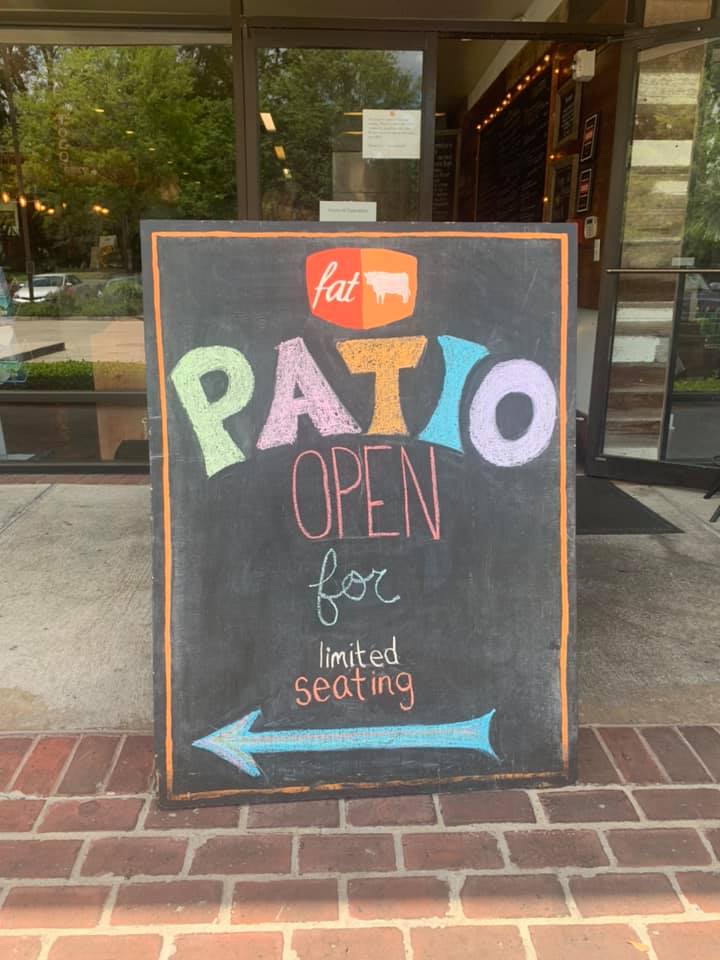 fat
PATIO
OPEN
for
limited
seating